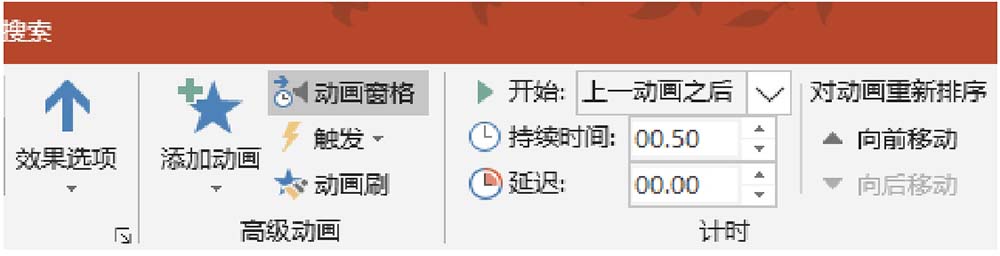 搜索
效果选项
添加动画
动画窗格
触发
动画刷
高级动画
开始: 上一动画之后
持续时间: 00.50
延迟: 00.00
对动画重新排序
向前移动
向后移动
计时